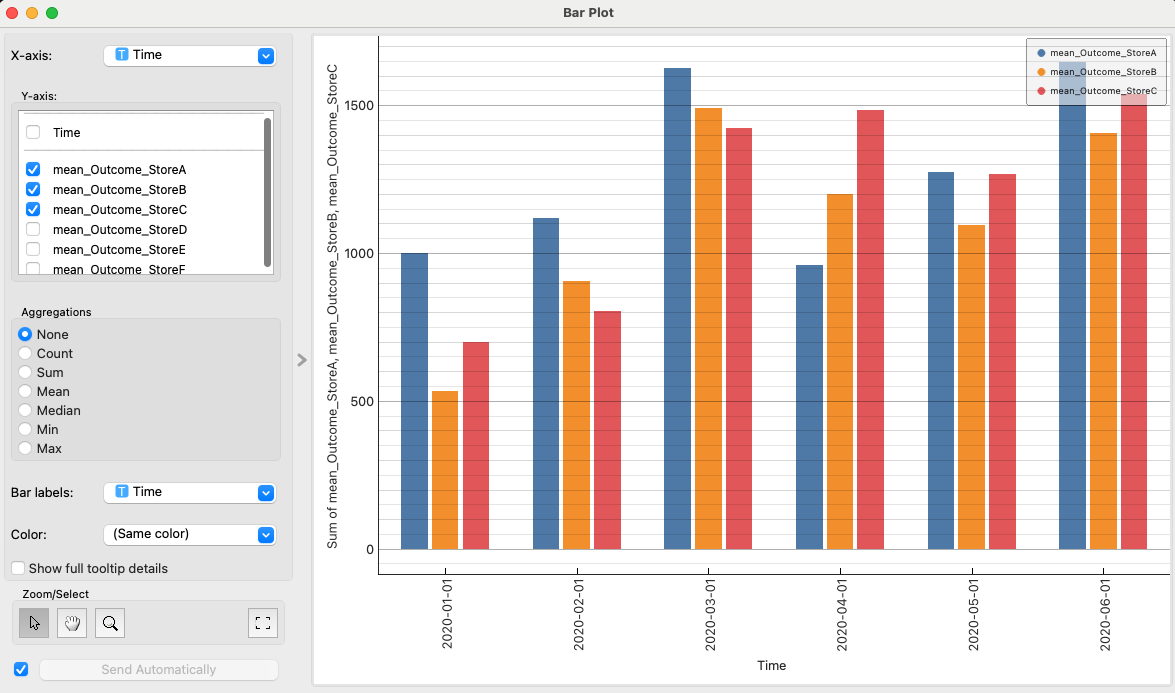 Bar Plot
X-axis:
Time
Y-axis:
Time
mean_Outcome_StoreA
mean_Outcome_StoreB
mean_Outcome_StoreC
mean_Outcome_StoreD
mean_Outcome_StoreE
mean_Outcome_StoreF
Aggregations
None
Count
Sum
Mean
Median
Min
Max
Bar labels:
Time
Color:
(Same color)
Show full tooltip details
Zoom/Select
Send Automatically
Sum of mean_Outcome_StoreA, mean_Outcome_StoreB, mean_Outcome_StoreC
1500
1000
500
0
mean_Outcome_StoreA
mean_Outcome_StoreB
mean_Outcome_StoreC
2020-01-01
2020-02-01
2020-03-01
2020-04-01
2020-05-01
2020-06-01
Time